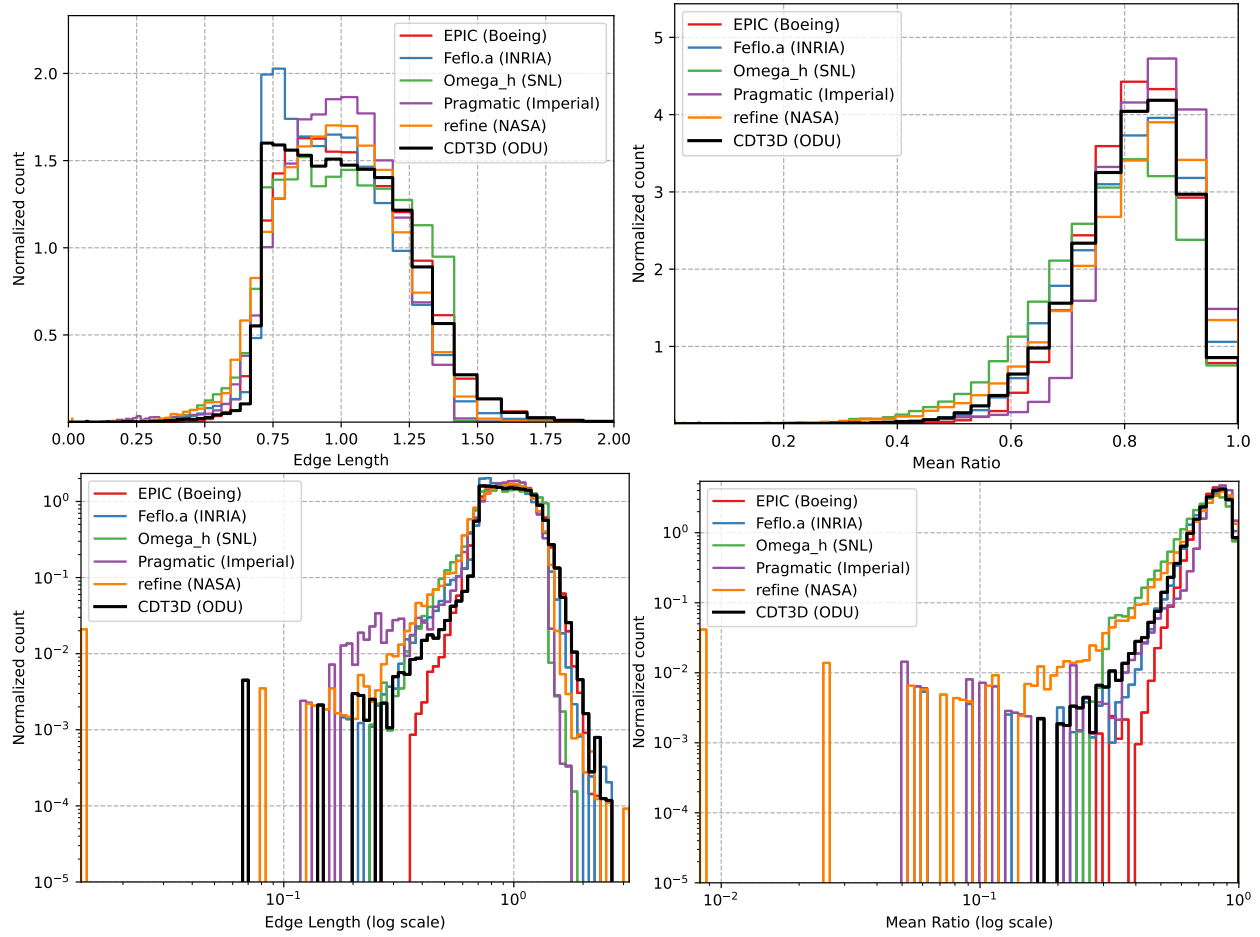 Normalized count
2.0
1.5
1.0
0.5
0.00 0.25 0.50 0.75 1.00 1.25 1.50 1.75 2.00
Edge Length
EPIC (Boeing)
Feflo.a (INRIA)
Omega_h (SNL)
Pragmatic (Imperial)
refine (NASA)
CDT3D (ODU)
Normalized count
5
4
3
2
1
0.2 0.4 0.6 0.8 1.0
Mean Ratio
EPIC (Boeing)
Feflo.a (INRIA)
Omega_h (SNL)
Pragmatic (Imperial)
refine (NASA)
CDT3D (ODU)
Normalized count
10⁰
10⁻¹
10⁻²
10⁻³
10⁻⁴
10⁻⁵
10⁻¹ 10⁰
Edge Length (log scale)
EPIC (Boeing)
Feflo.a (INRIA)
Omega_h (SNL)
Pragmatic (Imperial)
refine (NASA)
CDT3D (ODU)
Normalized count
10⁰
10⁻¹
10⁻²
10⁻³
10⁻⁴
10⁻⁵
10⁻² 10⁻¹ 10⁰
Mean Ratio (log scale)
EPIC (Boeing)
Feflo.a (INRIA)
Omega_h (SNL)
Pragmatic (Imperial)
refine (NASA)
CDT3D (ODU)